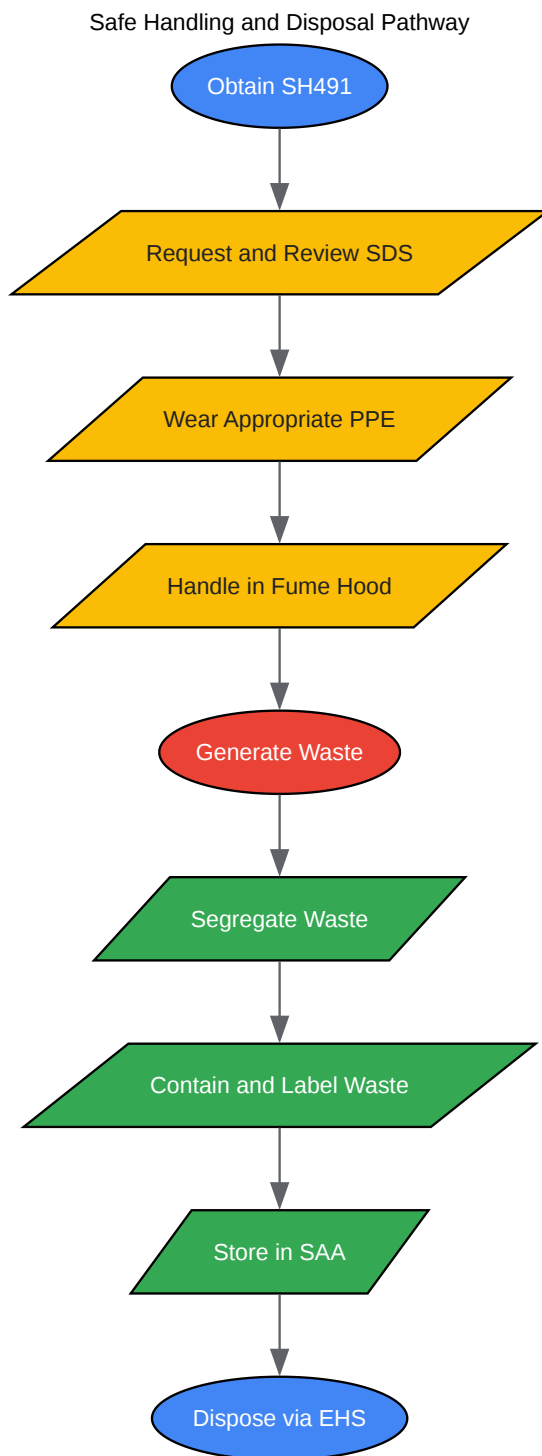 Safe Handling and Disposal Pathway
Obtain SH491
Request and Review SDS
Wear Appropriate PPE
Handle in Fume Hood
Generate Waste
Segregate Waste
Contain and Label Waste
Store in SAA
Dispose via EHS